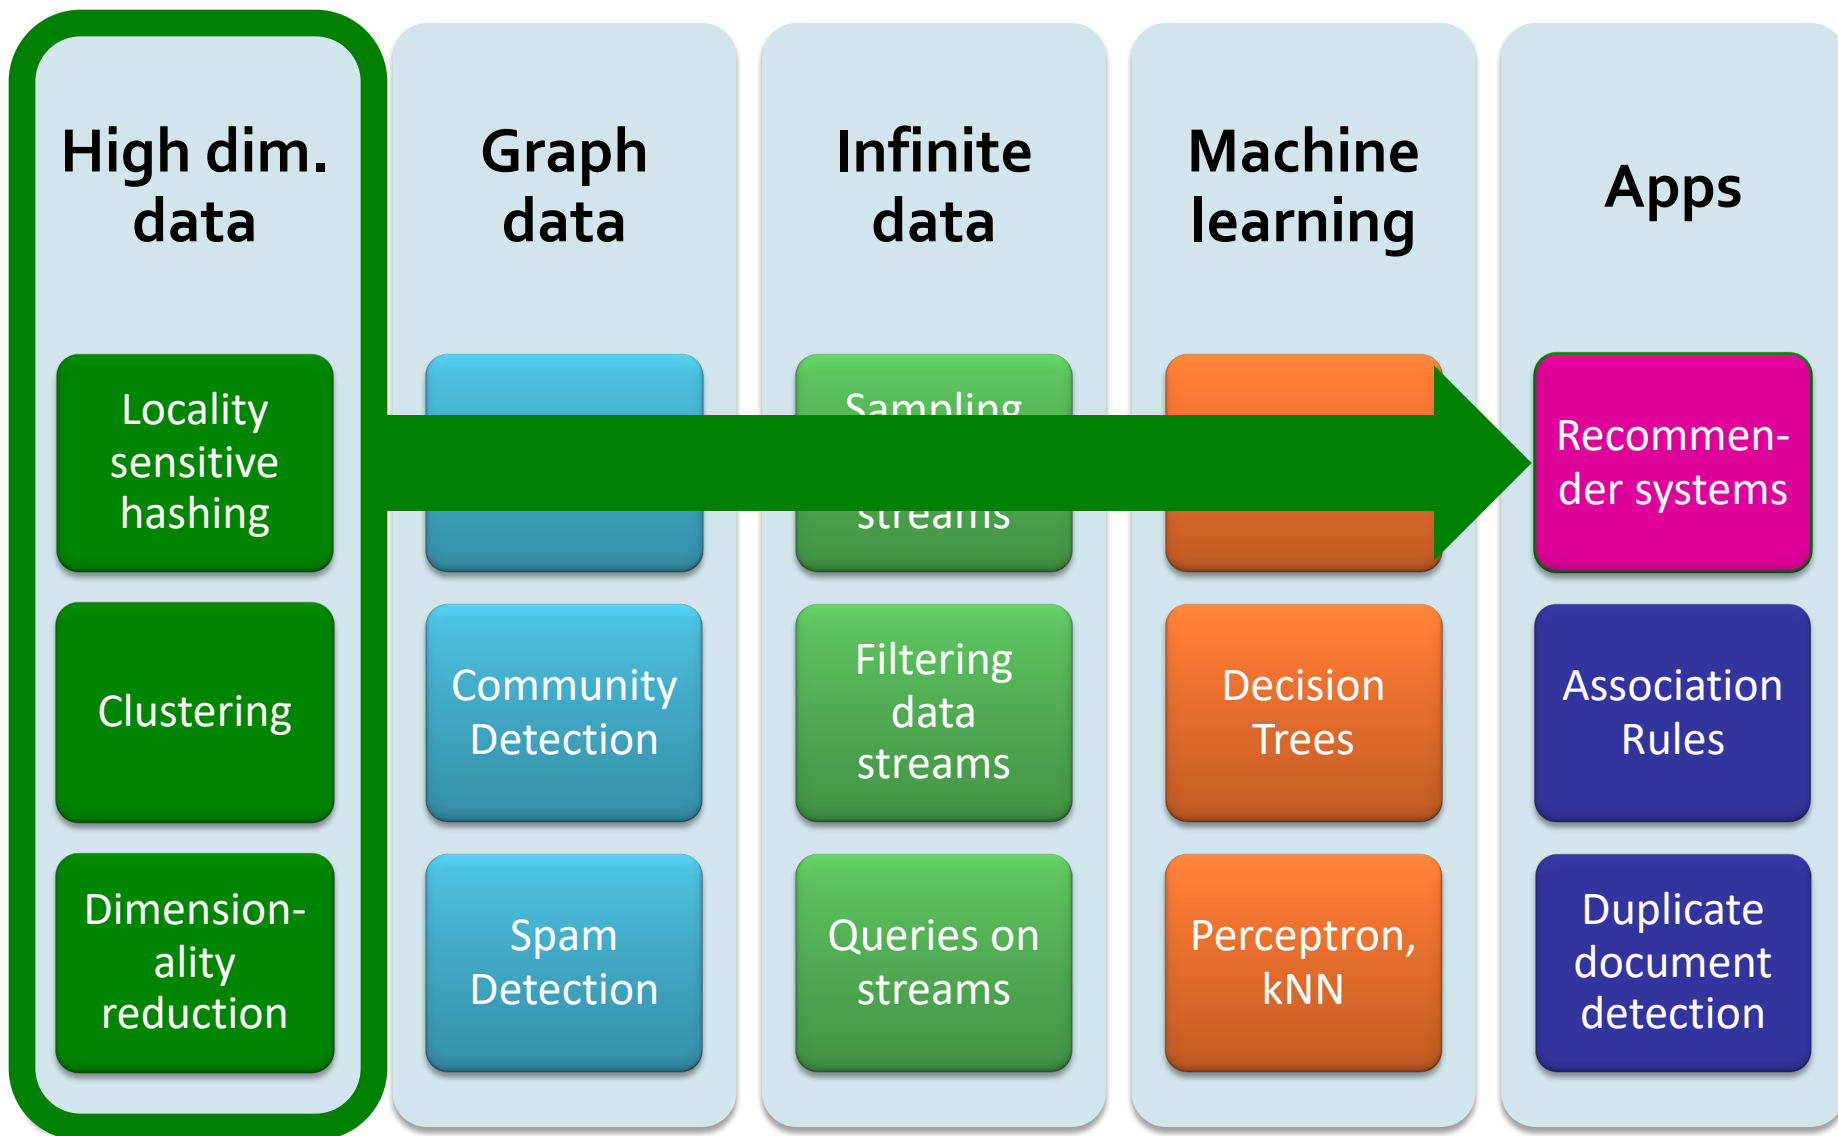 High dim.
data
Locality
sensitive
hashing
Clustering
Dimension-
ality
reduction
Graph
data
Community
Detection
Spam
Detection
Infinite
data
Sampling
streams
Filtering
data
streams
Queries on
streams
Machine
learning
Decision
Trees
Perceptron,
kNN
Apps
Recommen-
der systems
Association
Rules
Duplicate
document
detection